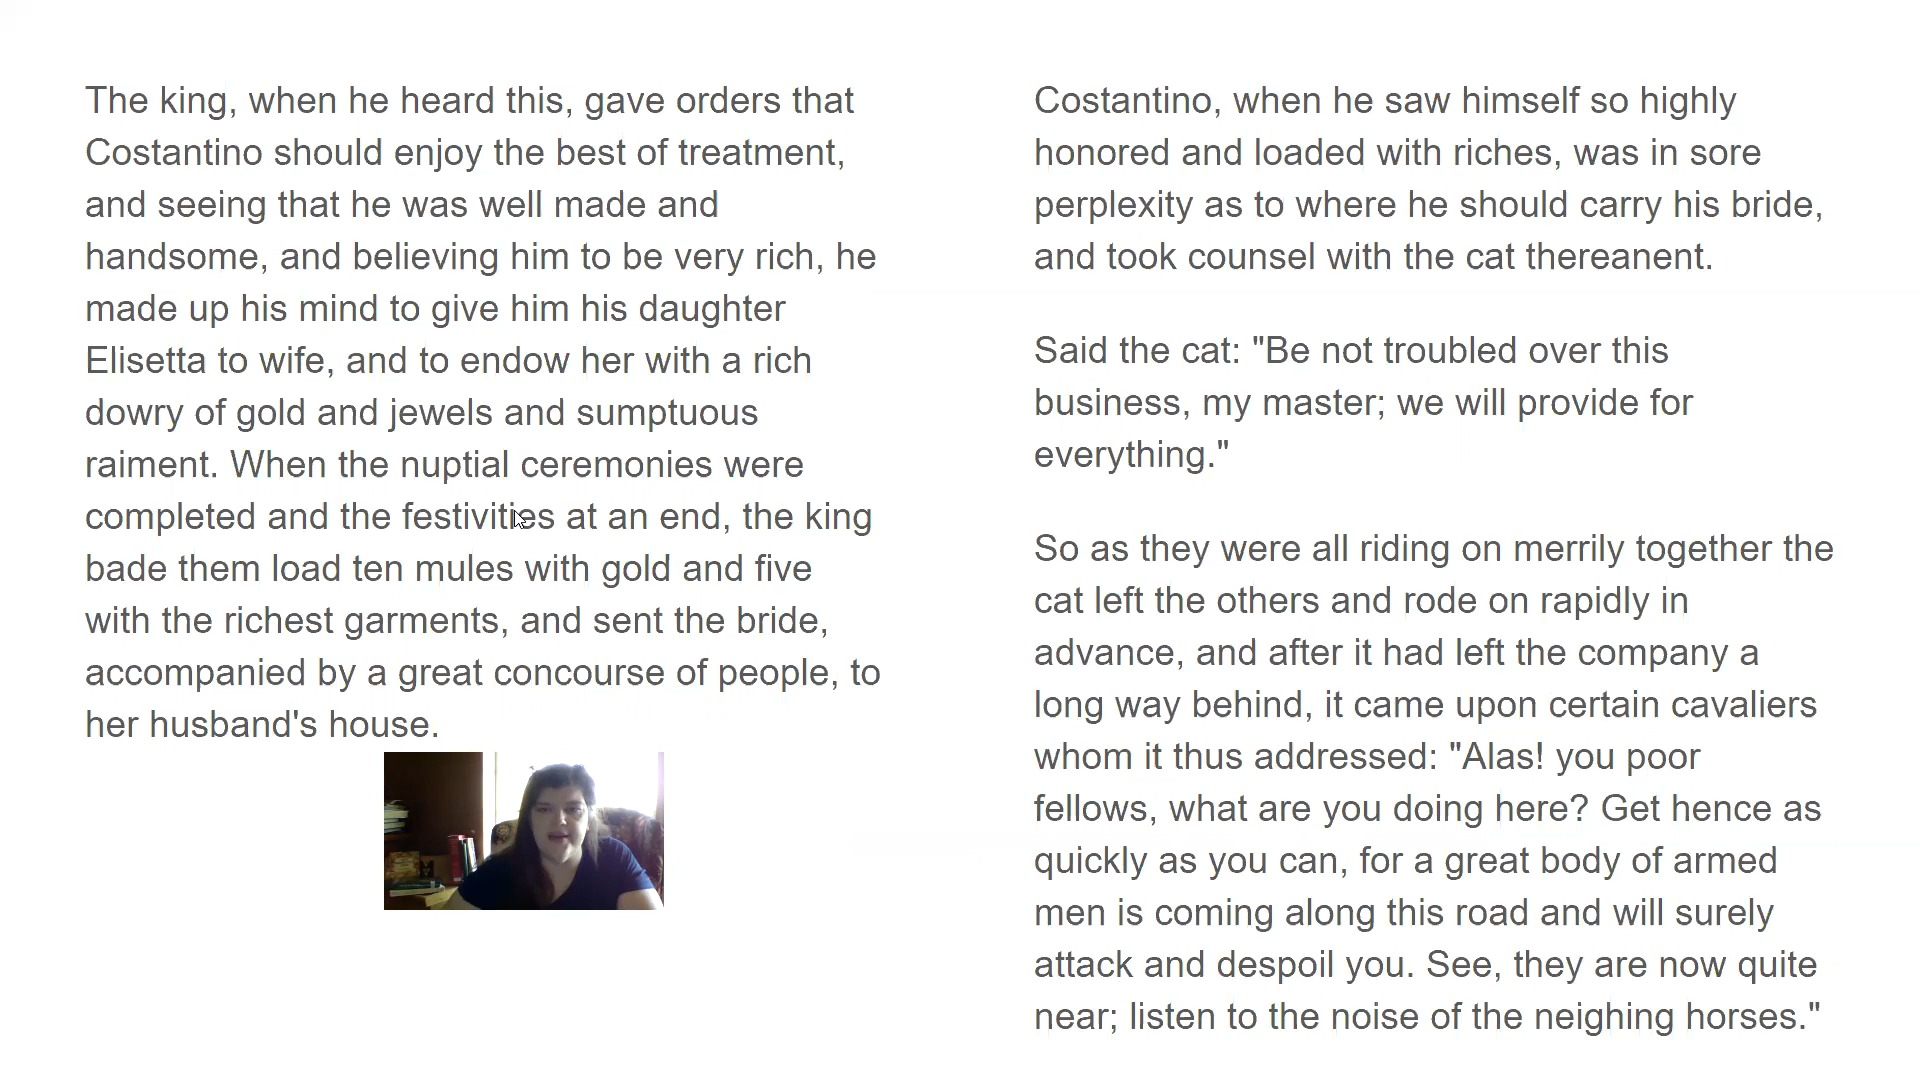 The king, when he heard this, gave orders that
Costantino should enjoy the best of treatment,
and seeing that he was well made and
handsome, and believing him to be very rich, he
made up his mind to give him his daughter
Elisetta to wife, and to endow her with a rich
dowry of gold and jewels and sumptuous
raiment. When the nuptial ceremonies were
completed and the festivities at an end, the king
bade them load ten mules with gold and five
with the richest garments, and sent the bride,
accompanied by a great concourse of people, to
her husband's house.
Costantino, when he saw himself so highly
honored and loaded with riches, was in sore
perplexity as to where he should carry his bride,
and took counsel with the cat thereanent.
Said the cat: "Be not troubled over this
business, my master; we will provide for
everything."
So as they were all riding on merrily together the
cat left the others and rode on rapidly in
advance, and after it had left the company a
long way behind, it came upon certain cavaliers
whom it thus addressed: "Alas! you poor
fellows, what are you doing here? Get hence as
quickly as you can, for a great body of armed
men is coming along this road and will surely
attack and despoil you. See, they are now quite
near; listen to the noise of the neighing horses."